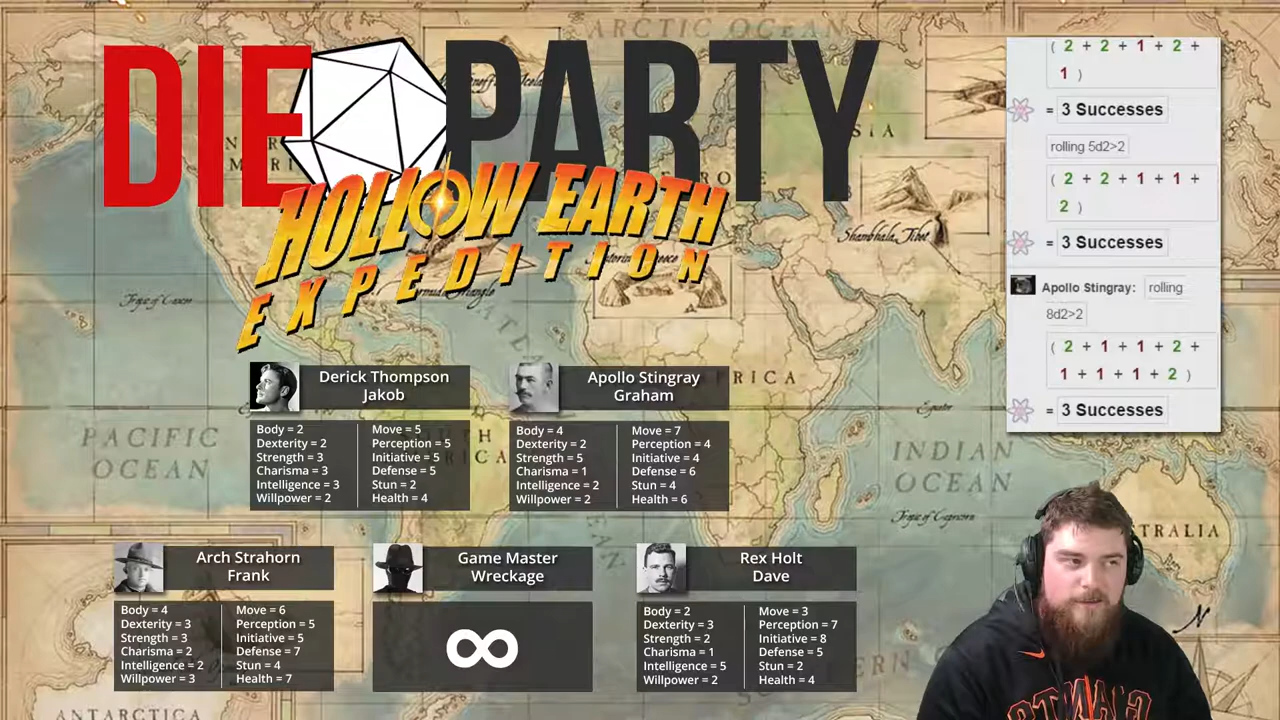 ARCTIC OCEAN
DIE PARTY
HOLLOW EARTH
EXPEDITION
Shambhala, Tibet
Tropic of Cancer
PACIFIC
OCEAN
INDIAN
OCEAN
Tropic of Capricorn
ANTARCTICA
N
( 2 + 2 + 1 + 2 +
1 )
= 3 Successes
rolling 5d2>2
( 2 + 2 + 1 + 1 +
2 )
= 3 Successes
Apollo Stingray: rolling
8d2>2
( 2 + 1 + 1 + 2 +
1 + 1 + 1 + 2 )
= 3 Successes
Derick Thompson
Jakob
Body = 2
Dexterity = 2
Strength = 3
Charisma = 3
Intelligence = 3
Willpower = 2
Move = 5
Perception = 5
Initiative = 5
Defense = 5
Stun = 2
Health = 4
Apollo Stingray
Graham
Body = 4
Dexterity = 2
Strength = 5
Charisma = 1
Intelligence = 2
Willpower = 2
Move = 7
Perception = 4
Initiative = 4
Defense = 6
Stun = 4
Health = 6
Arch Strahorn
Frank
Body = 4
Dexterity = 3
Strength = 3
Charisma = 2
Intelligence = 2
Willpower = 3
Move = 6
Perception = 5
Initiative = 5
Defense = 7
Stun = 4
Health = 7
Game Master
Wreckage
∞
Rex Holt
Dave
Body = 2
Dexterity = 3
Strength = 2
Charisma = 1
Intelligence = 5
Willpower = 2
Move = 3
Perception = 7
Initiative = 8
Defense = 5
Stun = 2
Health = 4